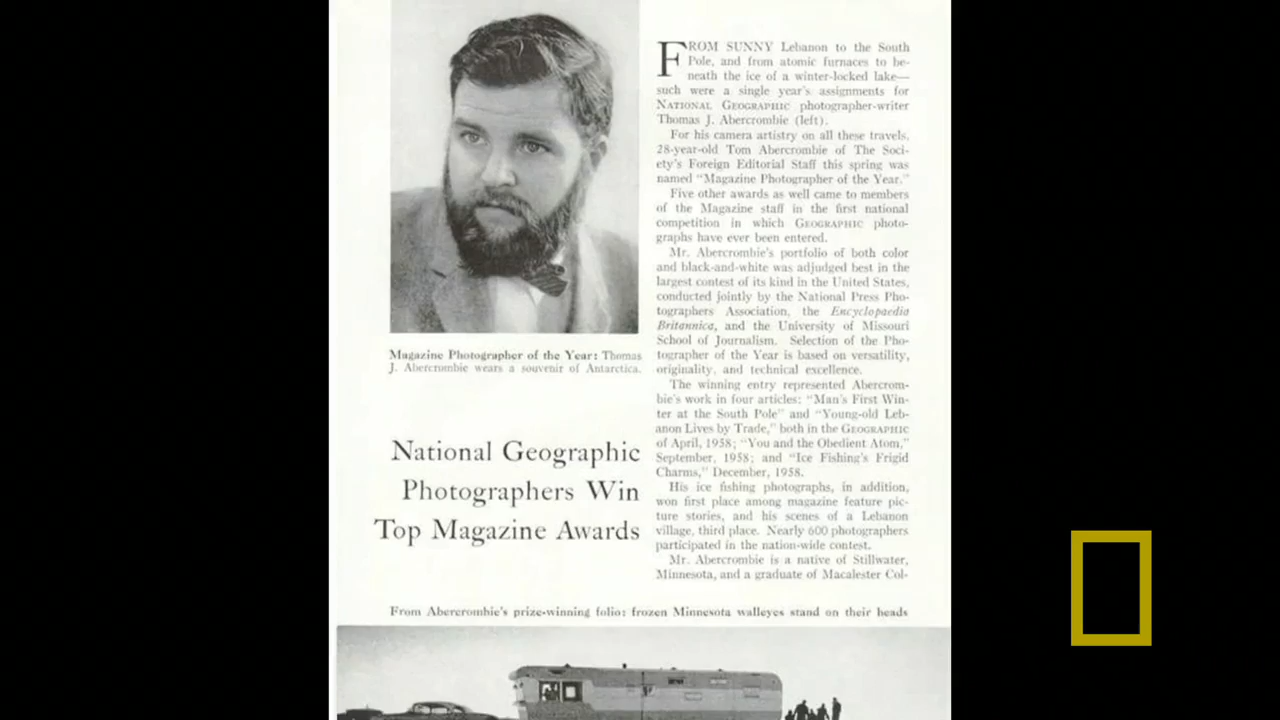 FROM SUNNY Lebanon to the South
Pole, and from atomic furnaces to be-
neath the ice of a winter-locked lake—
such were a single year's assignments for
NATIONAL GEOGRAPHIC photographer-writer
Thomas J. Abercrombie (left).
For his camera artistry on all these travels,
28-year-old Tom Abercrombie of The Soci-
ety's Foreign Editorial Staff this spring was
named "Magazine Photographer of the Year."
Five other awards as well came to members
of the Magazine staff in the first national
competition in which GEOGRAPHIC photo-
graphs have ever been entered.
Mr. Abercrombie's portfolio of both color
and black-and-white was adjudged best in the
largest contest of its kind in the United States,
conducted jointly by the National Press Pho-
tographers Association, the Encyclopaedia
Britannica, and the University of Missouri
School of Journalism. Selection of the Pho-
tographer of the Year is based on versatility,
originality, and technical excellence.
The winning entry represented Abercrom-
bie's work in four articles: "Man's First Win-
ter at the South Pole" and "Young-old Leb-
anon Lives by Trade," both in the GEOGRAPHIC
of April, 1958; "You and the Obedient Atom,"
September, 1958; and "Ice Fishing's Frigid
Charms," December, 1958.
His ice fishing photographs, in addition,
won first place among magazine feature pic-
ture stories, and his scenes of a Lebanon
village, third place. Nearly 600 photographers
participated in the nation-wide contest.
Mr. Abercrombie is a native of Stillwater,
Minnesota, and a graduate of Macalester Col-
Magazine Photographer of the Year: Thomas
J. Abercrombie wears a souvenir of Antarctica.
National Geographic
Photographers Win
Top Magazine Awards
From Abercrombie's prize-winning folio: frozen Minnesota walleyes stand on their heads